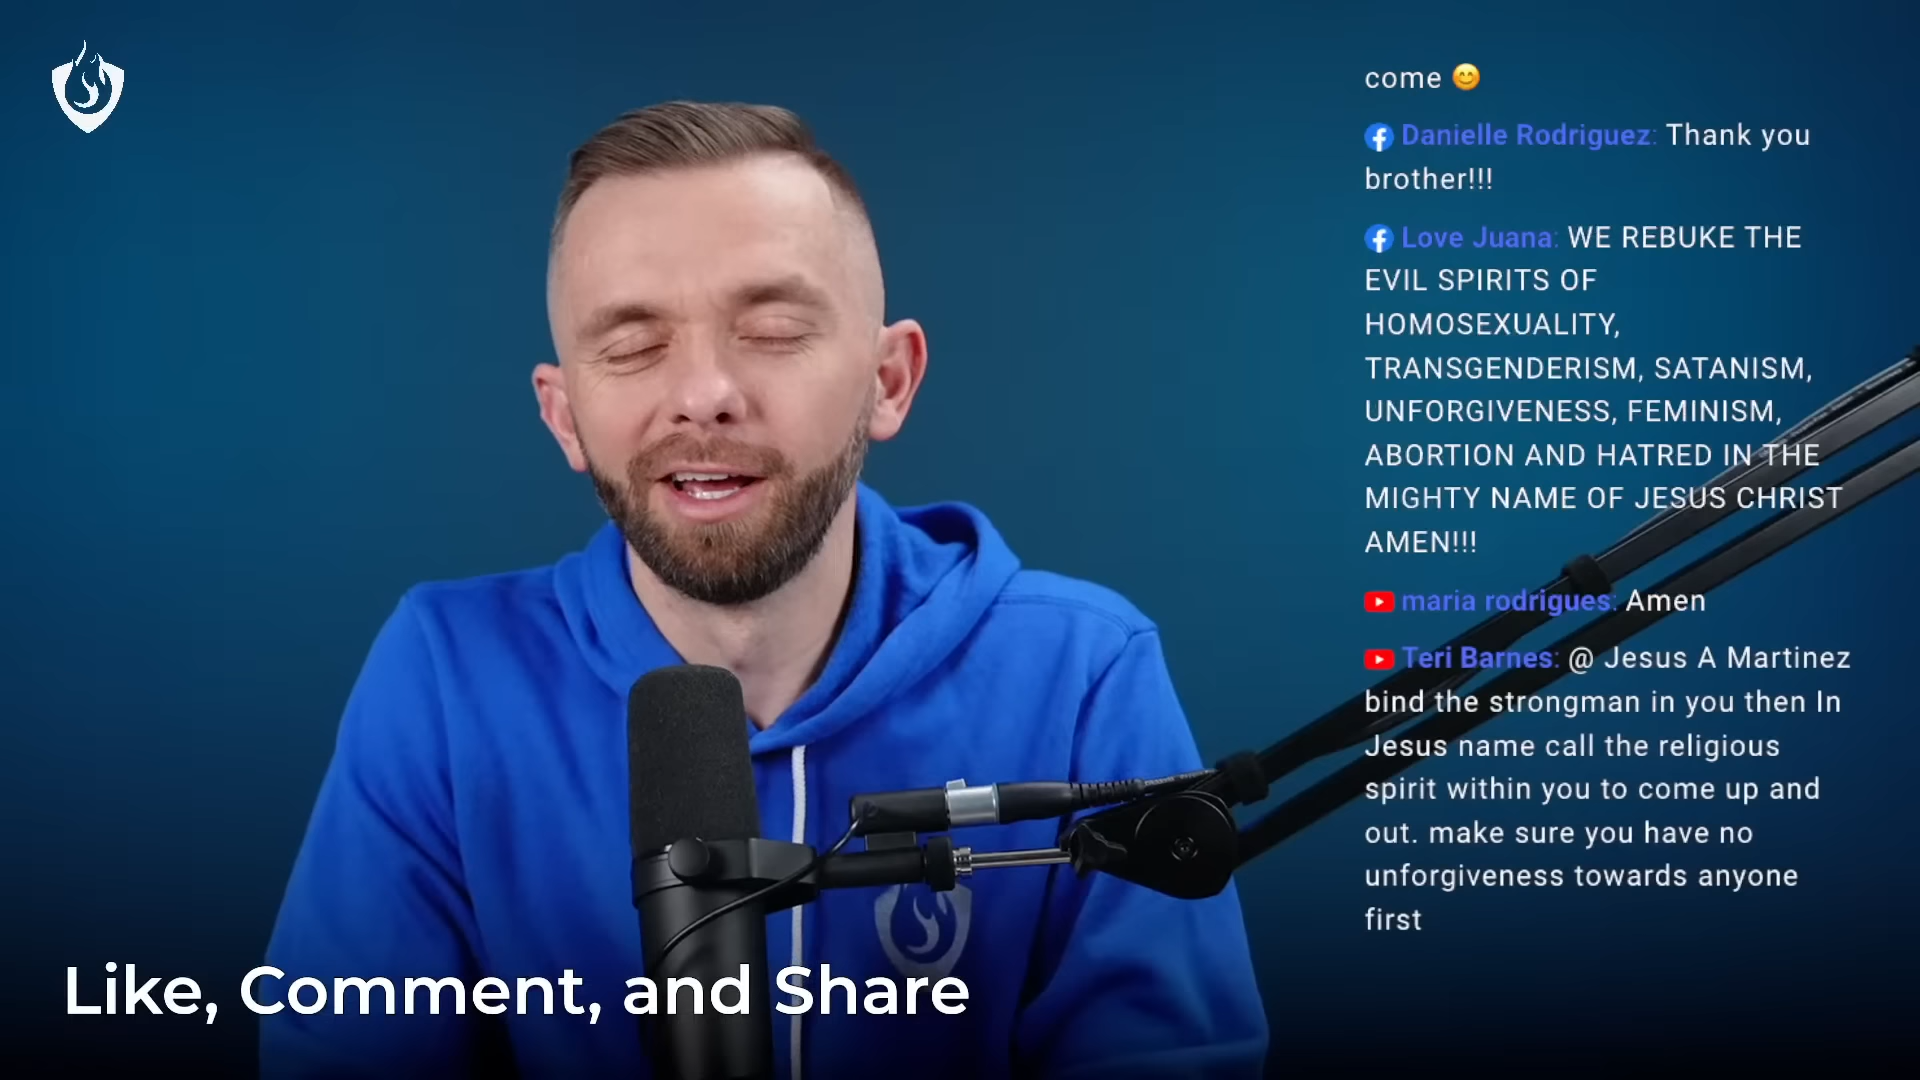 come 😊
Danielle Rodriguez: Thank you
brother!!!
Love Juana: WE REBUKE THE
EVIL SPIRITS OF
HOMOSEXUALITY,
TRANSGENDERISM, SATANISM,
UNFORGIVENESS, FEMINISM,
ABORTION AND HATRED IN THE
MIGHTY NAME OF JESUS CHRIST
AMEN!!!
maria rodrigues: Amen
Teri Barnes: @ Jesus A Martinez
bind the strongman in you then In
Jesus name call the religious
spirit within you to come up and
out. make sure you have no
unforgiveness towards anyone
first
Like, Comment, and Share